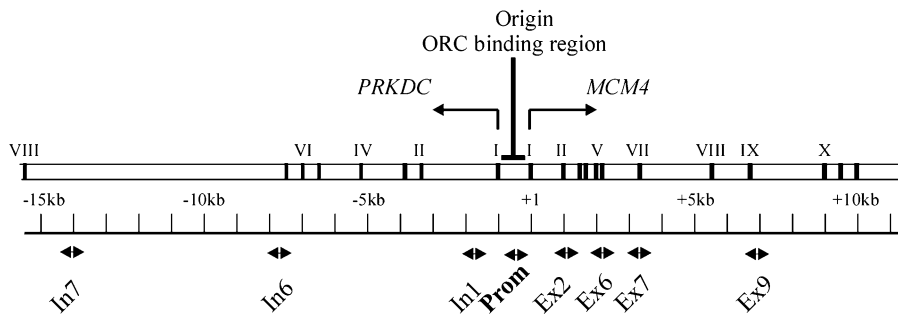 Origin
ORC binding region
PRKDC MCM4
VIII VI IV II I I II V VII VIII IX X
-15kb -10kb -5kb +1 +5kb +10kb
In7 In6 In1 Prom Ex2 Ex6 Ex7 Ex9